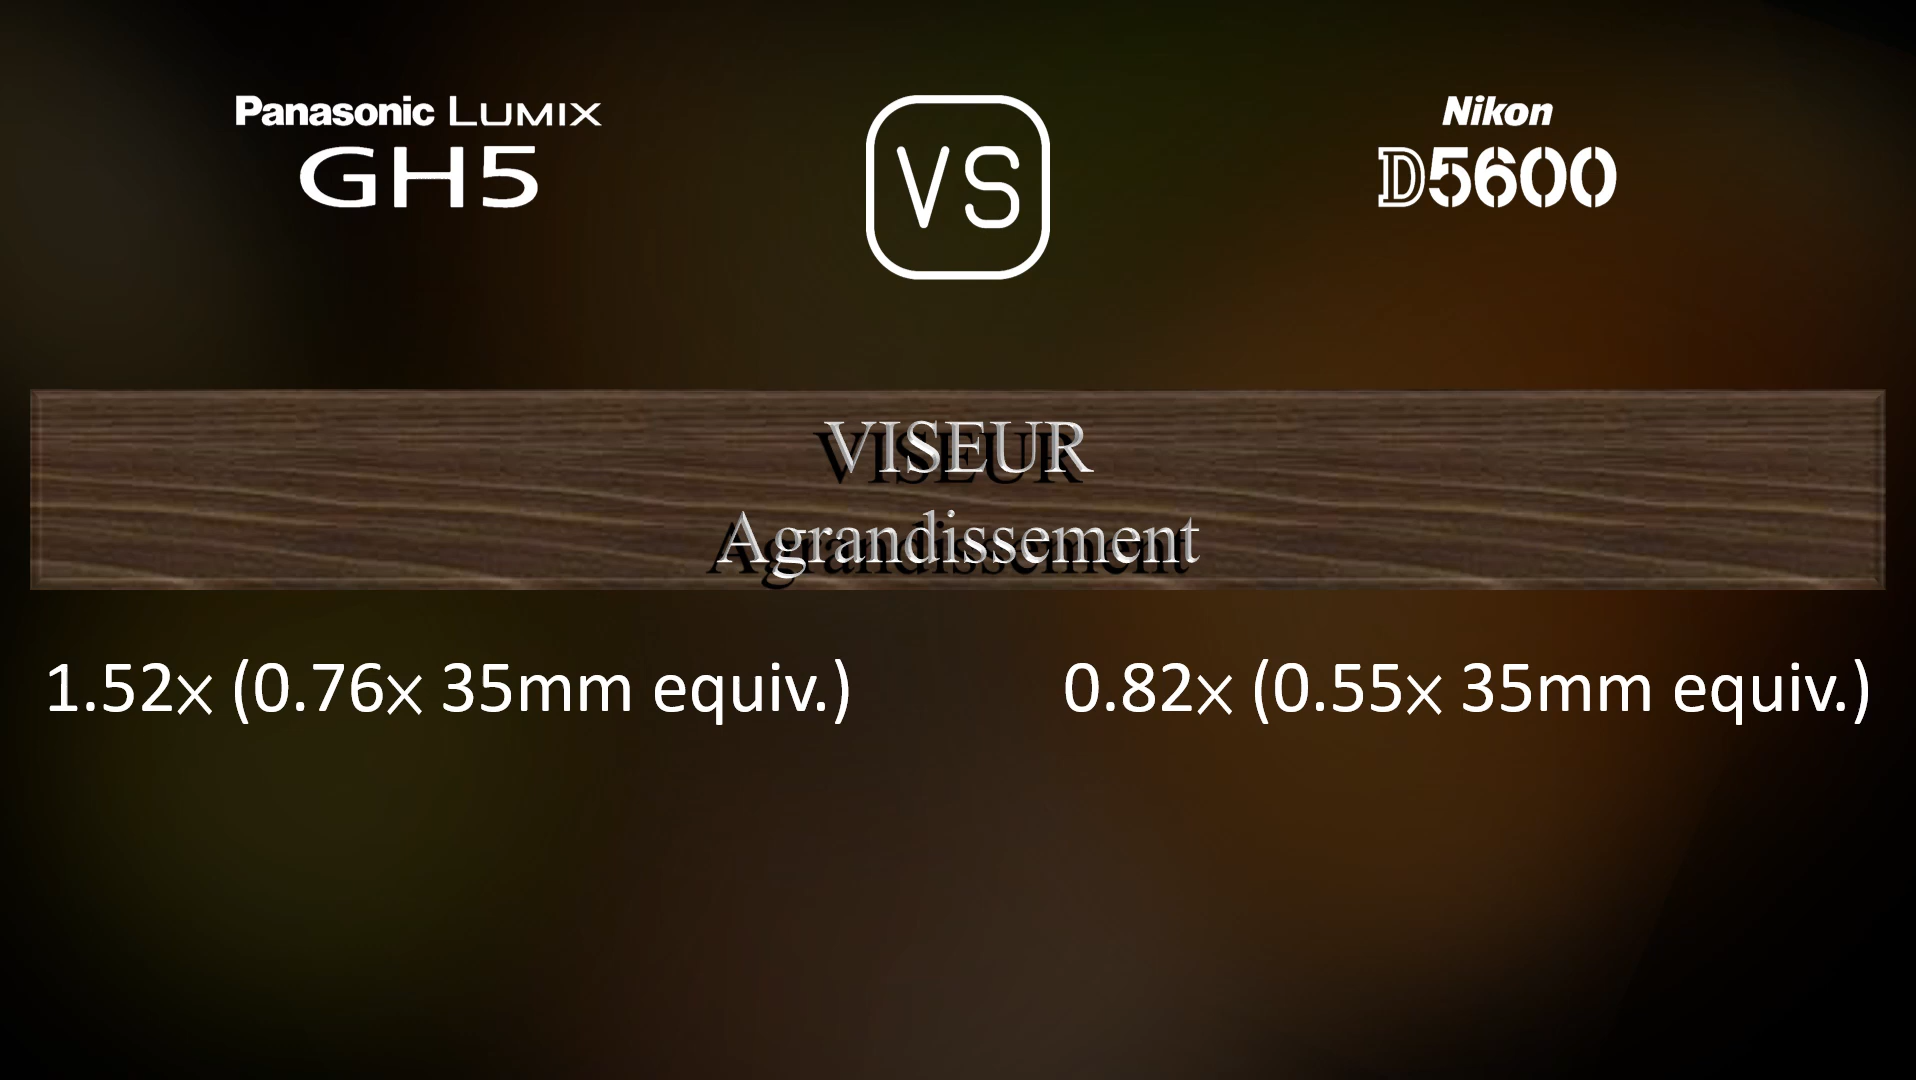 Panasonic LUMIX
GH5
VS
Nikon
D5600
VISEUR
Agrandissement
1.52x (0.76x 35mm equiv.)
0.82x (0.55x 35mm equiv.)